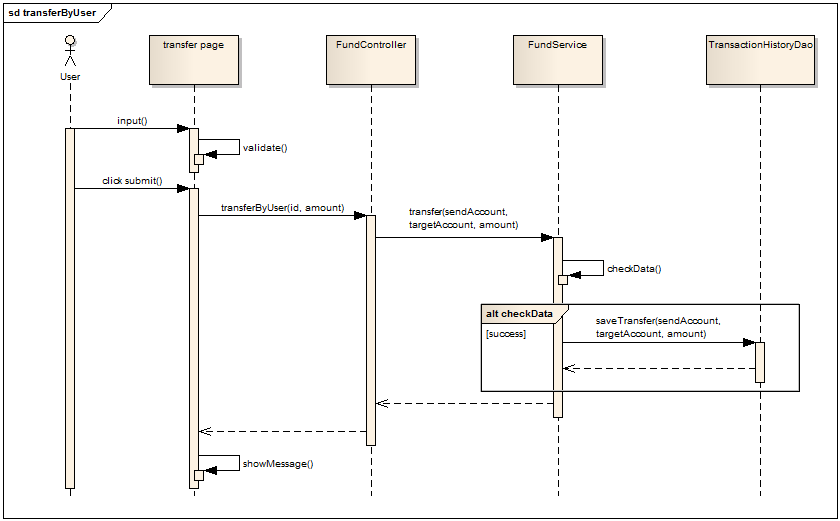 sd transferByUser
User
transfer page
FundController
FundService
TransactionHistoryDao
input()
validate()
click submit()
transferByUser(id, amount)
transfer(sendAccount,
targetAccount, amount)
checkData()
alt checkData
[success]
saveTransfer(sendAccount,
targetAccount, amount)
showMessage()